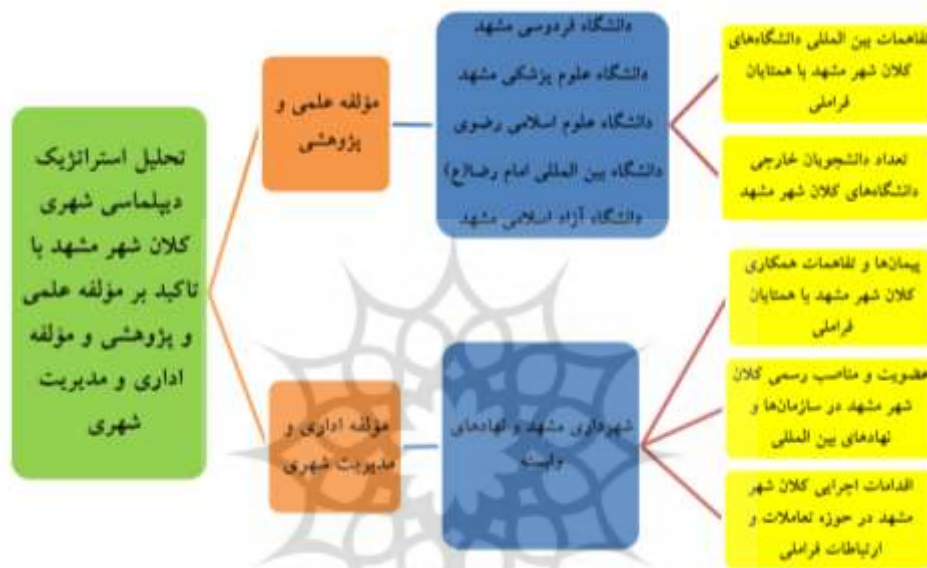 تحلیل استراتژیک
دیپلماسی شهری
کلان شهر مشهد با
تاکید بر مؤلفه علمی
و پژوهشی و مؤلفه
اداری و مدیریت
شهری
مؤلفه علمی و
پژوهشی
دانشگاه فردوسی مشهد
دانشگاه علوم پزشکی مشهد
دانشگاه علوم اسلامی رضوی
دانشگاه بین المللی امام رضا(ع)
دانشگاه آزاد اسلامی مشهد
تفاهمات بین المللی دانشگاه‌های
کلان شهر مشهد با همتایان
فراملی
تعداد دانشجویان خارجی
دانشگاه‌های کلان شهر مشهد
مؤلفه اداری و
مدیریت شهری
شهرداری مشهد و نهادهای
وابسته
پیمان‌ها و تفاهمات همکاری
کلان شهر مشهد با همتایان
فراملی
عضویت و مناصب رسمی کلان
شهر مشهد در سازمان‌ها و
نهادهای بین المللی
اقدامات اجرایی کلان شهر
مشهد در حوزه تعاملات و
ارتباطات فراملی